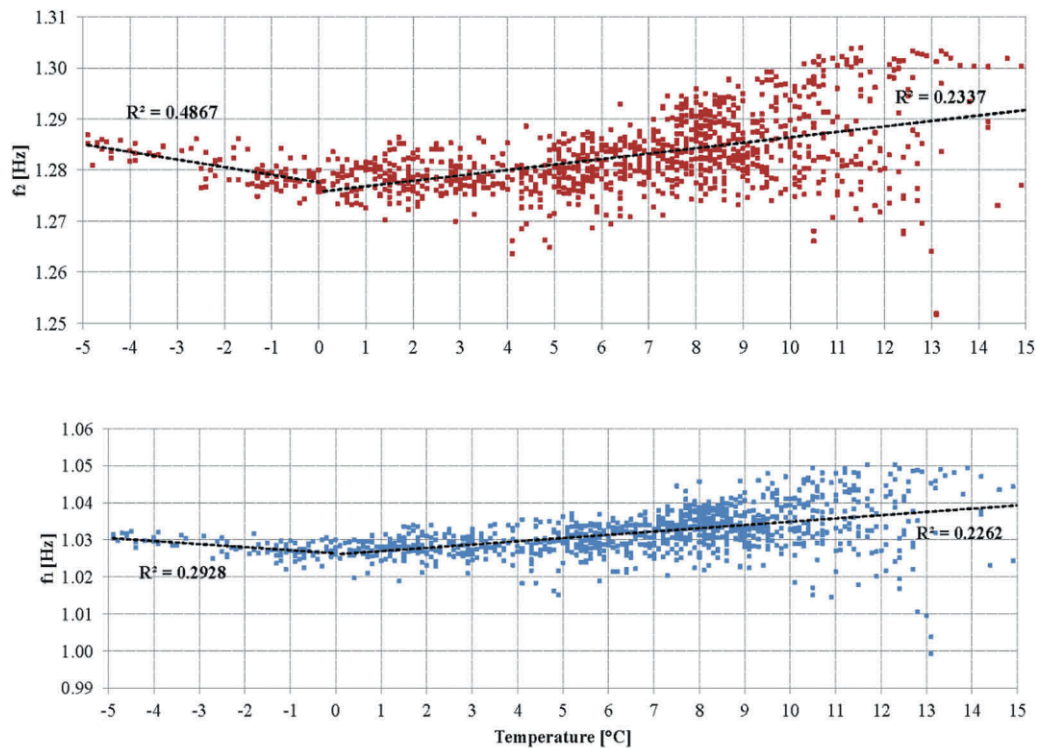 1.31
1.30
1.29
1.28
1.27
1.26
1.25
f₂ [Hz]
R² = 0.4867
R² = 0.2337
-5 -4 -3 -2 -1 0 1 2 3 4 5 6 7 8 9 10 11 12 13 14 15
1.06
1.05
1.04
1.03
1.02
1.01
1.00
0.99
f₁ [Hz]
R² = 0.2928
R² = 0.2262
-5 -4 -3 -2 -1 0 1 2 3 4 5 6 7 8 9 10 11 12 13 14 15
Temperature [°C]